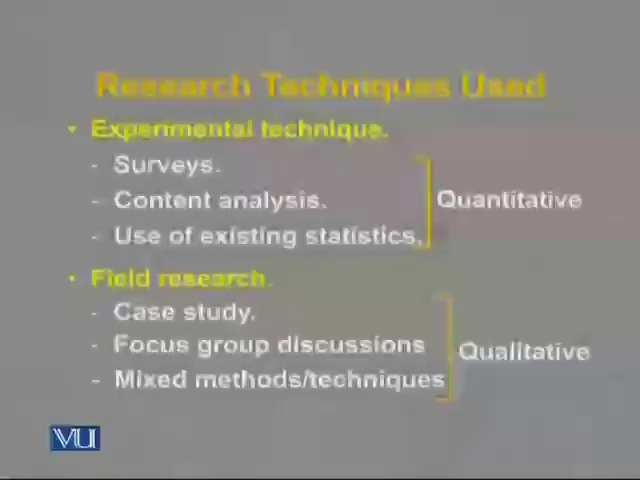 Research Techniques Used
• Experimental technique.
- Surveys.
- Content analysis.
Quantitative
- Use of existing statistics.
• Field research.
- Case study.
- Focus group discussions
Qualitative
- Mixed methods/techniques
VU